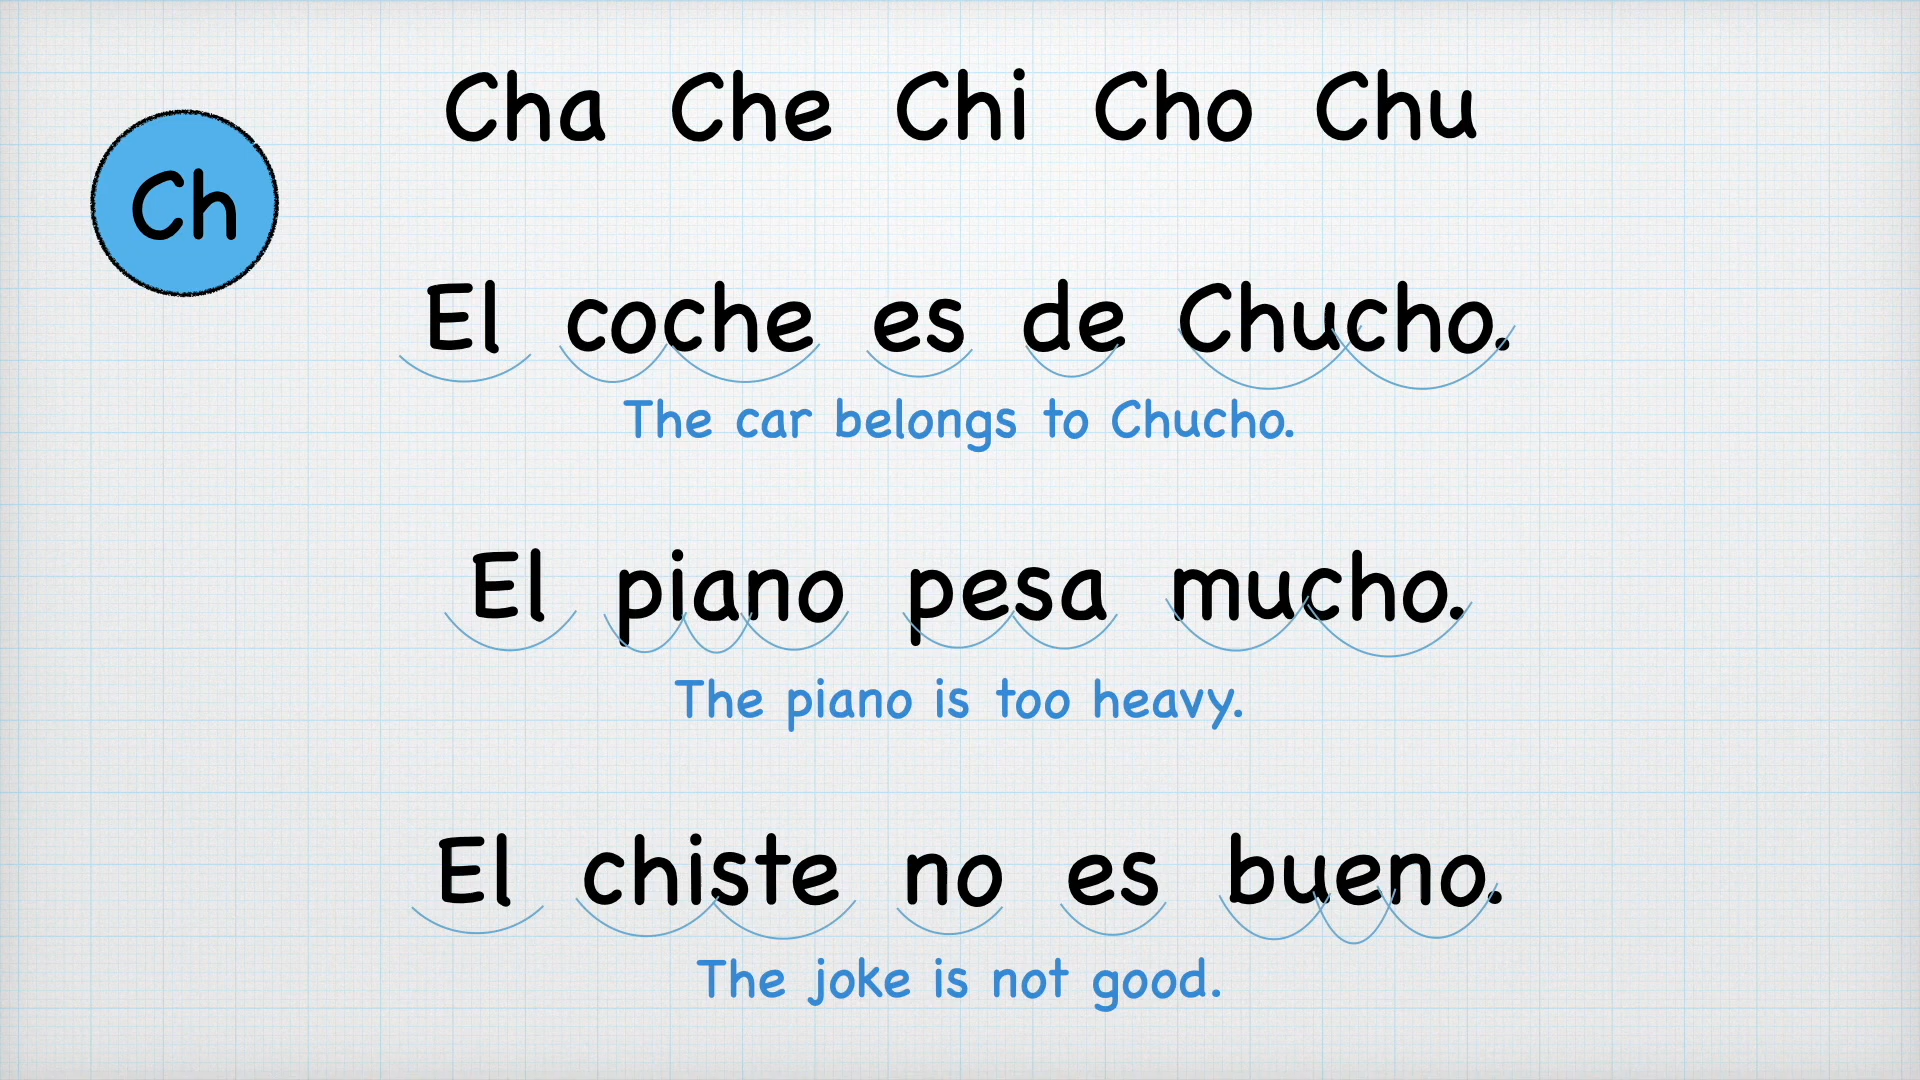 Cha Che Chi Cho Chu
Ch
El coche es de Chucho.
The car belongs to Chucho.
El piano pesa mucho.
The piano is too heavy.
El chiste no es bueno.
The joke is not good.